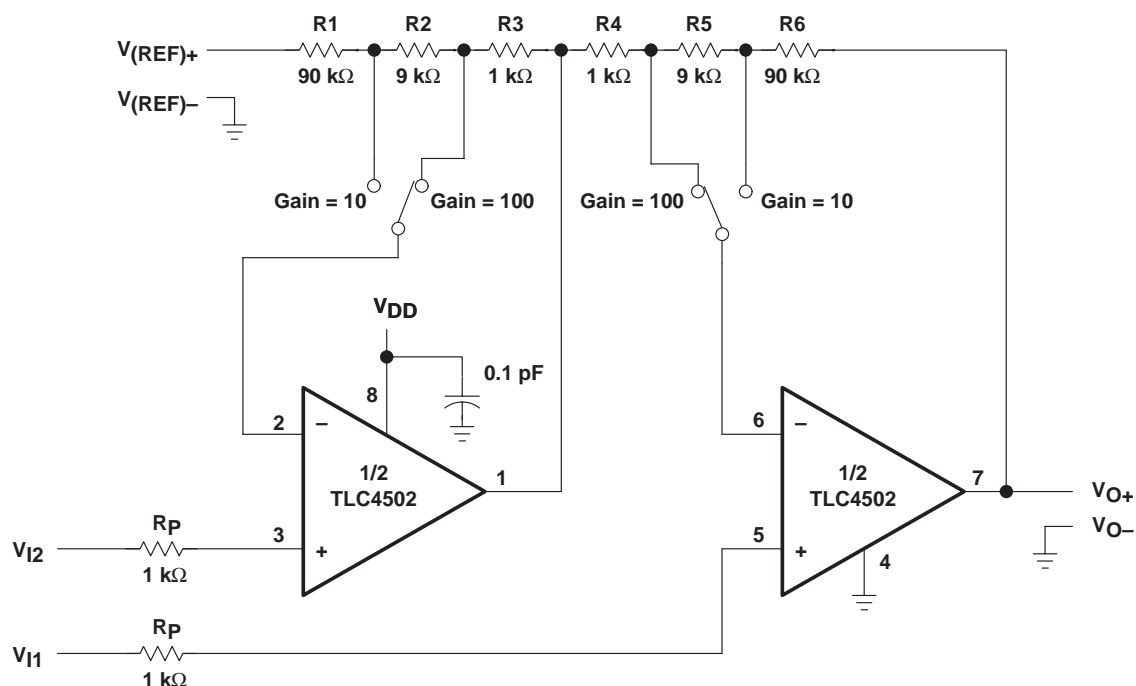 R1 R2 R3 R4 R5 R6
V(REF)+
90 kΩ 9 kΩ 1 kΩ 1 kΩ 9 kΩ 90 kΩ
V(REF)–
Gain = 10 Gain = 100 Gain = 100 Gain = 10
VDD
0.1 pF
8
2 – 6 –
1/2 1/2
TLC4502 1 TLC4502 7 VO+
VO–
RP
VI2 3 + 5 +
1 kΩ 4
RP
VI1
1 kΩ